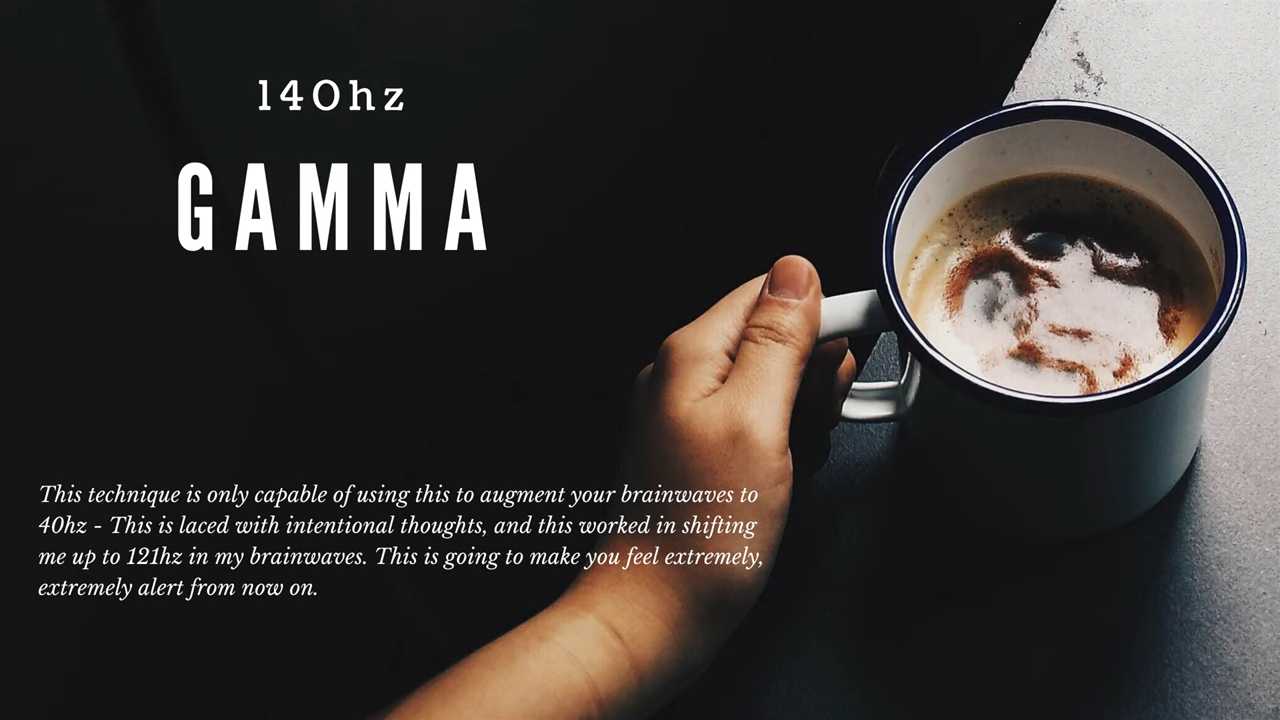 140hz
GAMMA
This technique is only capable of using this to augment your brainwaves to
40hz - This is laced with intentional thoughts, and this worked in shifting
me up to 121hz in my brainwaves. This is going to make you feel extremely,
extremely alert from now on.